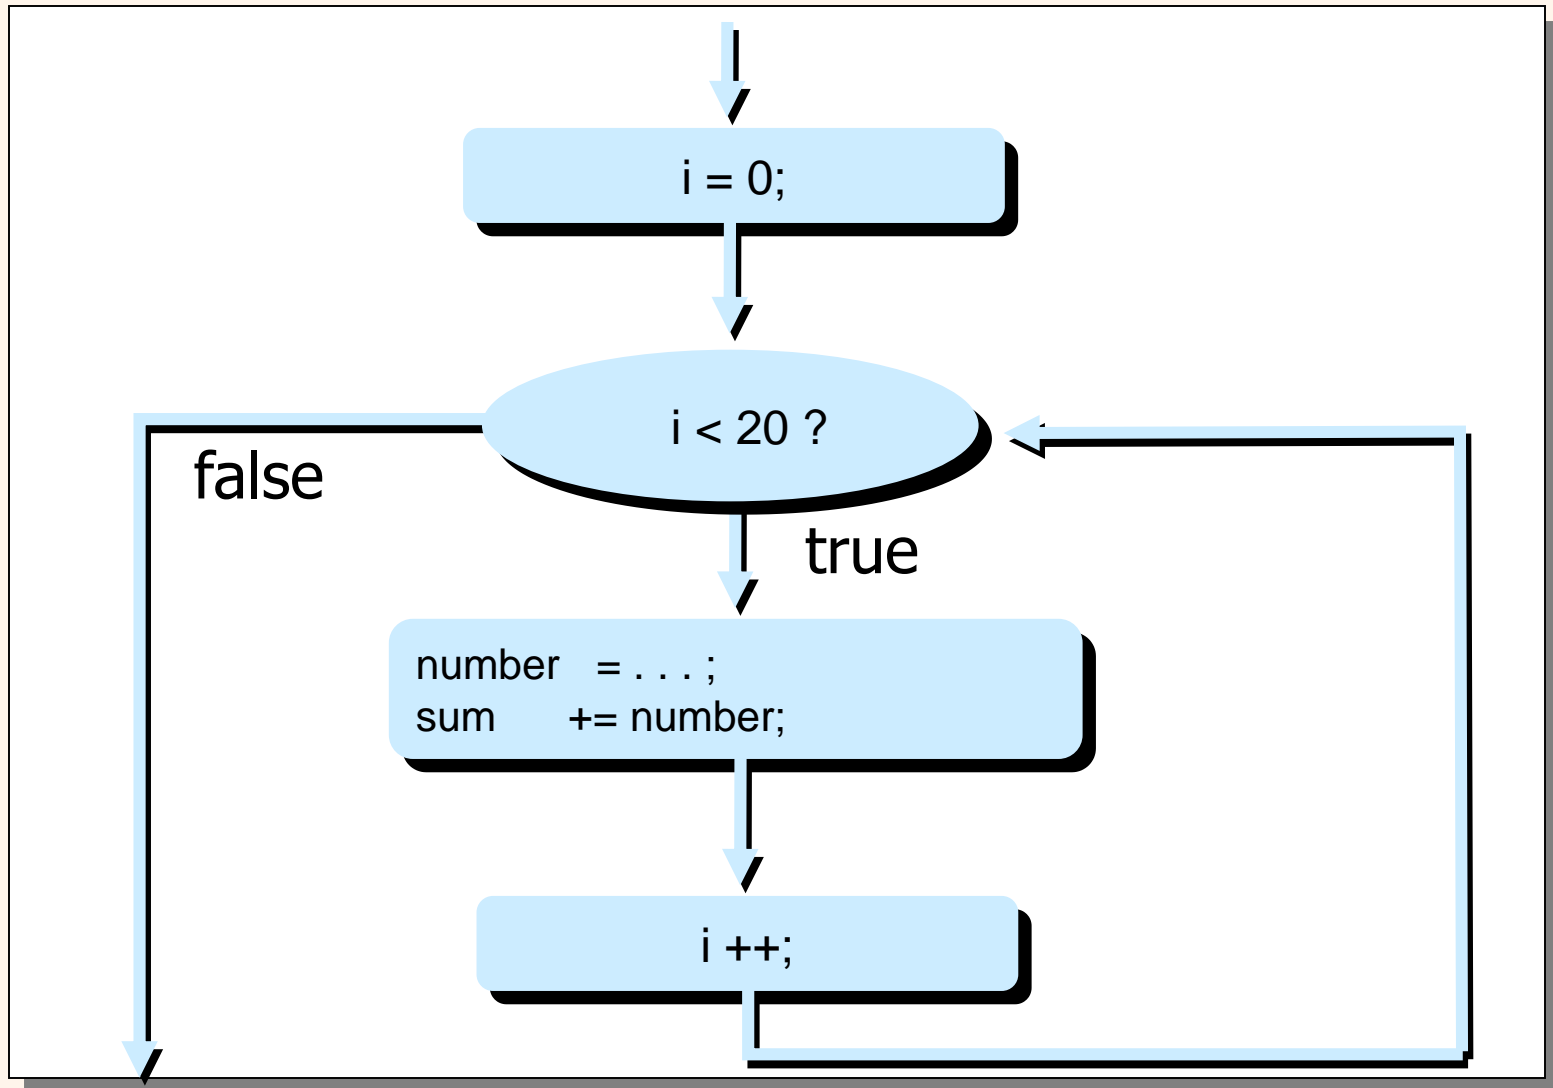 i = 0;
i < 20 ?
false
true
number = . . . ;
sum += number;
i ++;